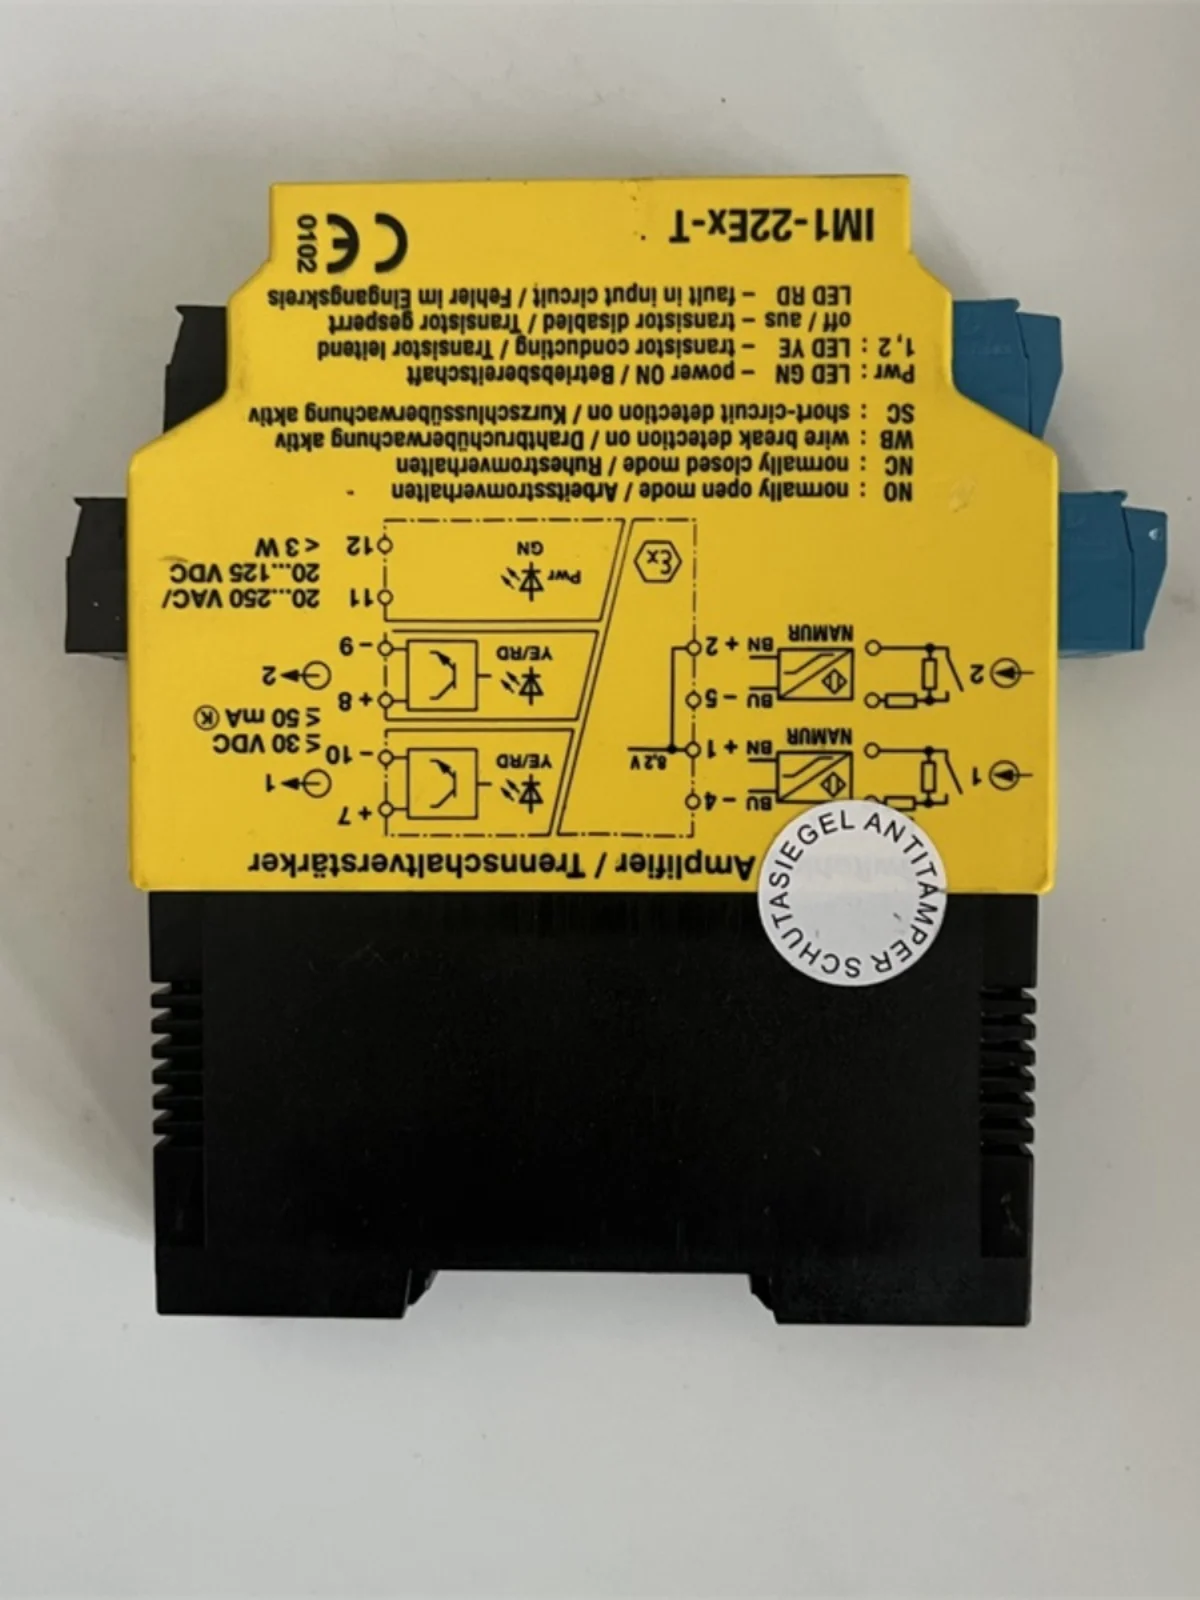 Amplifier / Trennschaltverstärker
SCHUTASIEGEL ANTITAMPER
1
BU - 4
NAMUR
BN + 1
8,2 V
YE/RD
+ 7
- 10
1
≤ 30 VDC
≤ 50 mA K
2
BU - 5
NAMUR
BN + 2
YE/RD
+ 8
- 9
2
Ex
Pwr
GN
11 20...250 VAC/
20...125 VDC
12 < 3 W
NO : normally open mode / Arbeitsstromverhalten
NC : normally closed mode / Ruhestromverhalten
WB : wire break detection on / Drahtbruchüberwachung aktiv
SC : short-circuit detection on / Kurzschlussüberwachung aktiv
Pwr : LED GN - power ON / Betriebsbereitschaft
1, 2 : LED YE - transistor conducting / Transistor leitend
off / aus - transistor disabled / Transistor gesperrt
LED RD - fault in input circuit / Fehler im Eingangskreis
IM1-22Ex-T
CE
0102